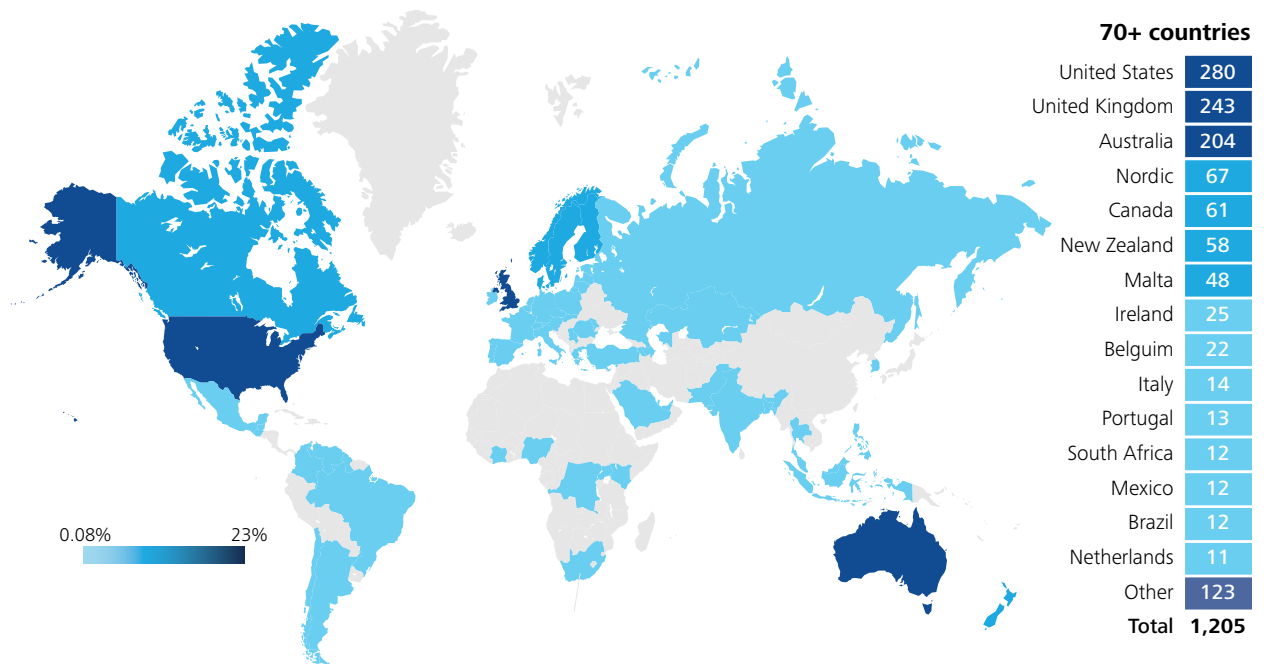 70+ countries
United States 280
United Kingdom 243
Australia 204
Nordic 67
Canada 61
New Zealand 58
Malta 48
Ireland 25
Belguim 22
Italy 14
Portugal 13
South Africa 12
Mexico 12
Brazil 12
Netherlands 11
Other 123
Total 1,205
0.08% 23%